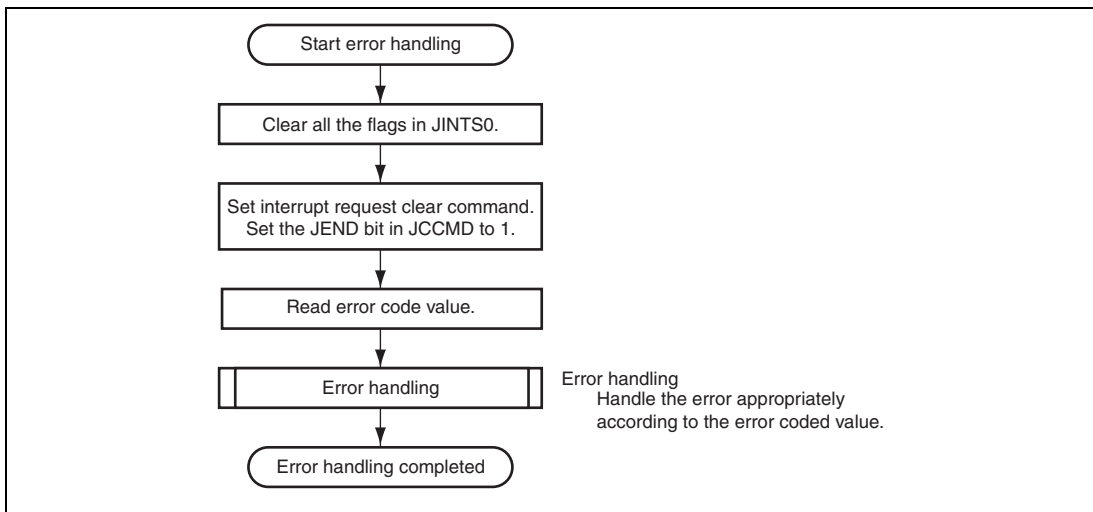 Start error handling
Clear all the flags in JINTS0.
Set interrupt request clear command.
Set the JEND bit in JCCMD to 1.
Read error code value.
Error handling
Error handling
Handle the error appropriately
according to the error coded value.
Error handling completed